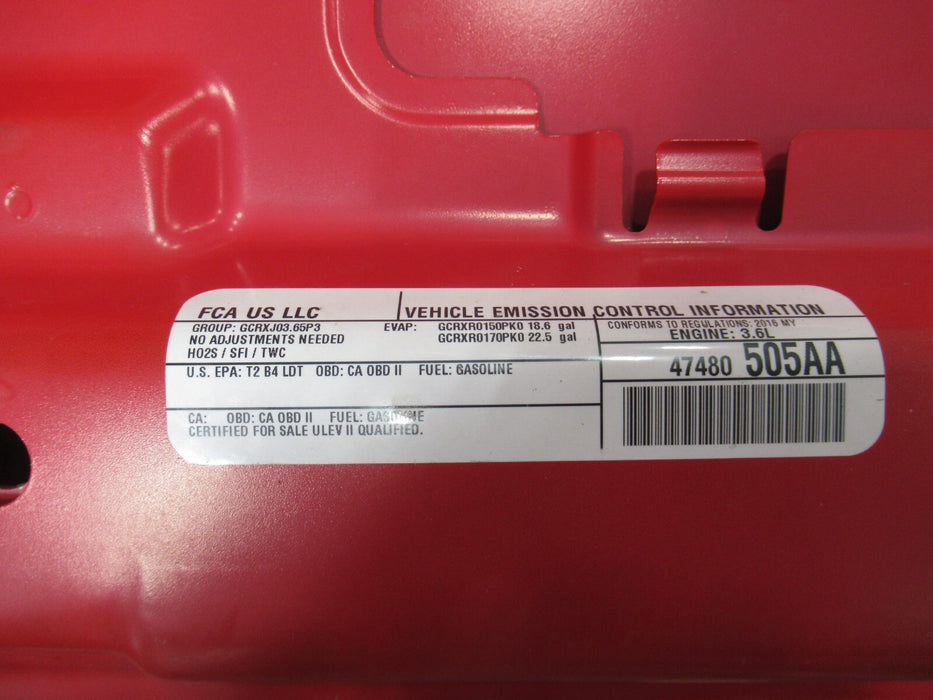 FCA US LLC
VEHICLE EMISSION CONTROL INFORMATION
GROUP: GCRXJ03.65P3
NO ADJUSTMENTS NEEDED
HO2S / SFI / TWC
EVAP: GCRXR0150PK0 18.6 gal
GCRXR0170PK0 22.5 gal
CONFORMS TO REGULATIONS: 2016 MY
ENGINE: 3.6L
47480 505AA
U.S. EPA: T2 B4 LDT OBD: CA OBD II FUEL: GASOLINE
CA: OBD: CA OBD II FUEL: GASOLINE
CERTIFIED FOR SALE ULEV II QUALIFIED.